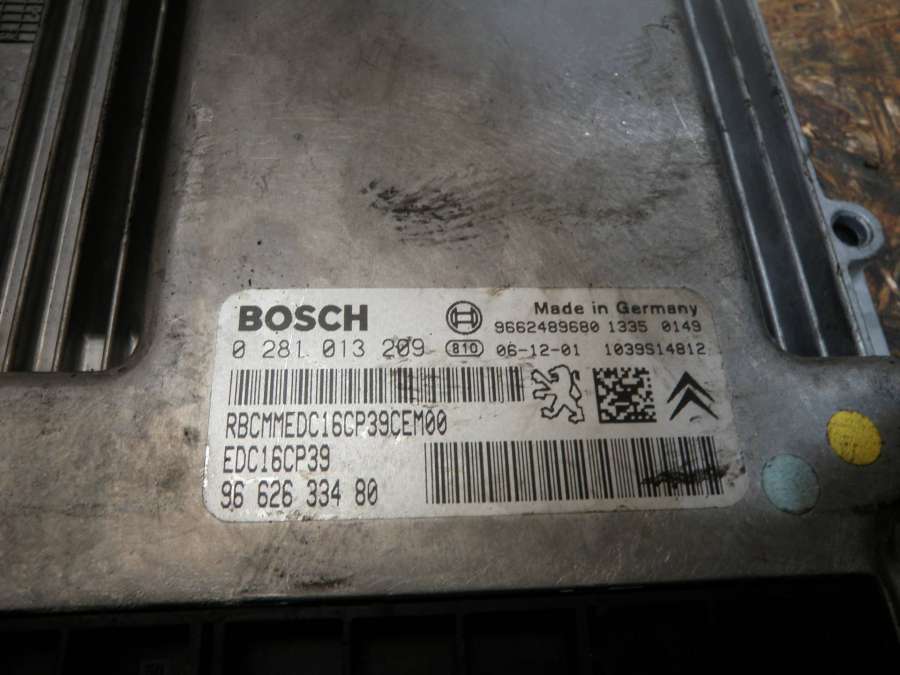 BOSCH
Made in Germany
9662489680 1335 0149
0 281 013 209 810 06-12-01 1039S14812
RBCMMEDC16CP39CEM00
EDC16CP39
96 626 334 80